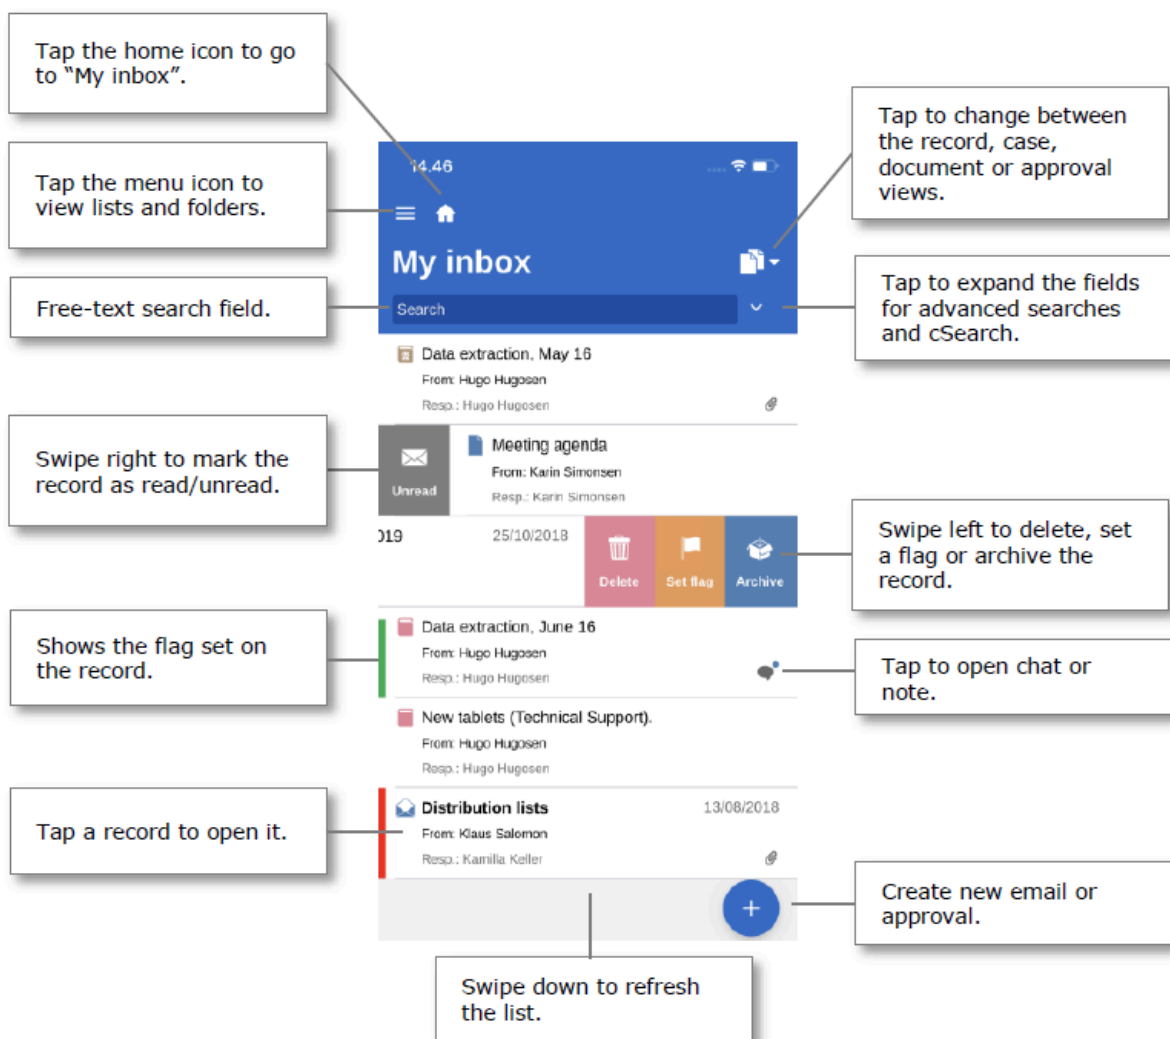 Tap the home icon to go
to “My inbox”.
Tap to change between
the record, case,
document or approval
views.
Tap the menu icon to
view lists and folders.
14.46
My inbox
Free-text search field.
Search
Tap to expand the fields
for advanced searches
and cSearch.
Data extraction, May 16
From: Hugo Hugosen
Resp.: Hugo Hugosen
Swipe right to mark the
record as read/unread.
Unread
Meeting agenda
From: Karin Simonsen
Resp.: Karin Simonsen
019
25/10/2018
Delete
Set flag
Archive
Swipe left to delete, set
a flag or archive the
record.
Shows the flag set on
the record.
Data extraction, June 16
From: Hugo Hugosen
Resp.: Hugo Hugosen
Tap to open chat or
note.
New tablets (Technical Support).
From: Hugo Hugosen
Resp.: Hugo Hugosen
Tap a record to open it.
Distribution lists
13/08/2018
From: Klaus Salomon
Resp.: Kamilla Keller
Create new email or
approval.
Swipe down to refresh
the list.